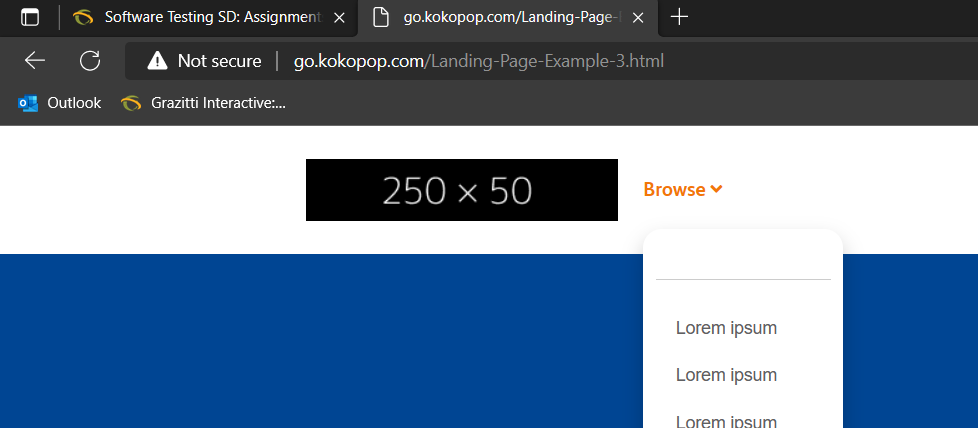 Software Testing SD: Assignment
go.kokopop.com/Landing-Page-
Not secure | go.kokopop.com/Landing-Page-Example-3.html
Outlook
Grazitti Interactive:...
250 × 50
Browse
Lorem ipsum
Lorem ipsum
Lorem ipsum